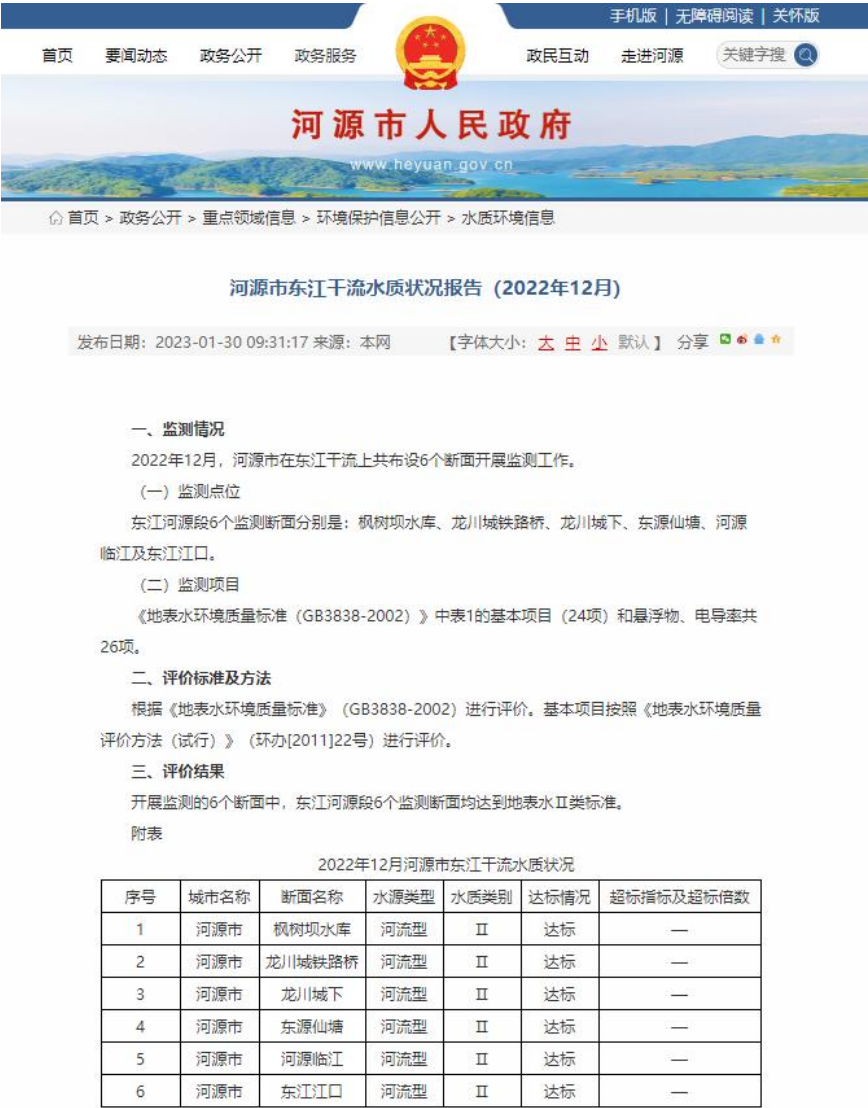 手机版 | 无障碍阅读 | 关怀版
首页 要闻动态 政务公开 政务服务 政民互动 走进河源 关键字搜
河源市人民政府
www.heyuan.gov.cn
首页 > 政务公开 > 重点领域信息 > 环境保护信息公开 > 水质环境信息
河源市东江干流水质状况报告（2022年12月）
发布日期：2023-01-30 09:31:17 来源：本网 【字体大小：大 中 小 默认 】 分享
一、监测情况
2022年12月，河源市在东江干流上共布设6个断面开展监测工作。
（一）监测点位
东江河源段6个监测断面分别是：枫树坝水库、龙川城铁路桥、龙川城下、东源仙塘、河源
临江及东江江口。
（二）监测项目
《地表水环境质量标准（GB3838-2002）》中表1的基本项目（24项）和悬浮物、电导率共
26项。
二、评价标准及方法
根据《地表水环境质量标准》（GB3838-2002）进行评价。基本项目按照《地表水环境质量
评价方法（试行）》（环办[2011]22号）进行评价。
三、评价结果
开展监测的6个断面中，东江河源段6个监测断面均达到地表水Ⅱ类标准。
附表
2022年12月河源市东江干流水质状况
序号 城市名称 断面名称 水源类型 水质类别 达标情况 超标指标及超标倍数
1 河源市 枫树坝水库 河流型 Ⅱ 达标 —
2 河源市 龙川城铁路桥 河流型 Ⅱ 达标 —
3 河源市 龙川城下 河流型 Ⅱ 达标 —
4 河源市 东源仙塘 河流型 Ⅱ 达标 —
5 河源市 河源临江 河流型 Ⅱ 达标 —
6 河源市 东江江口 河流型 Ⅱ 达标 —